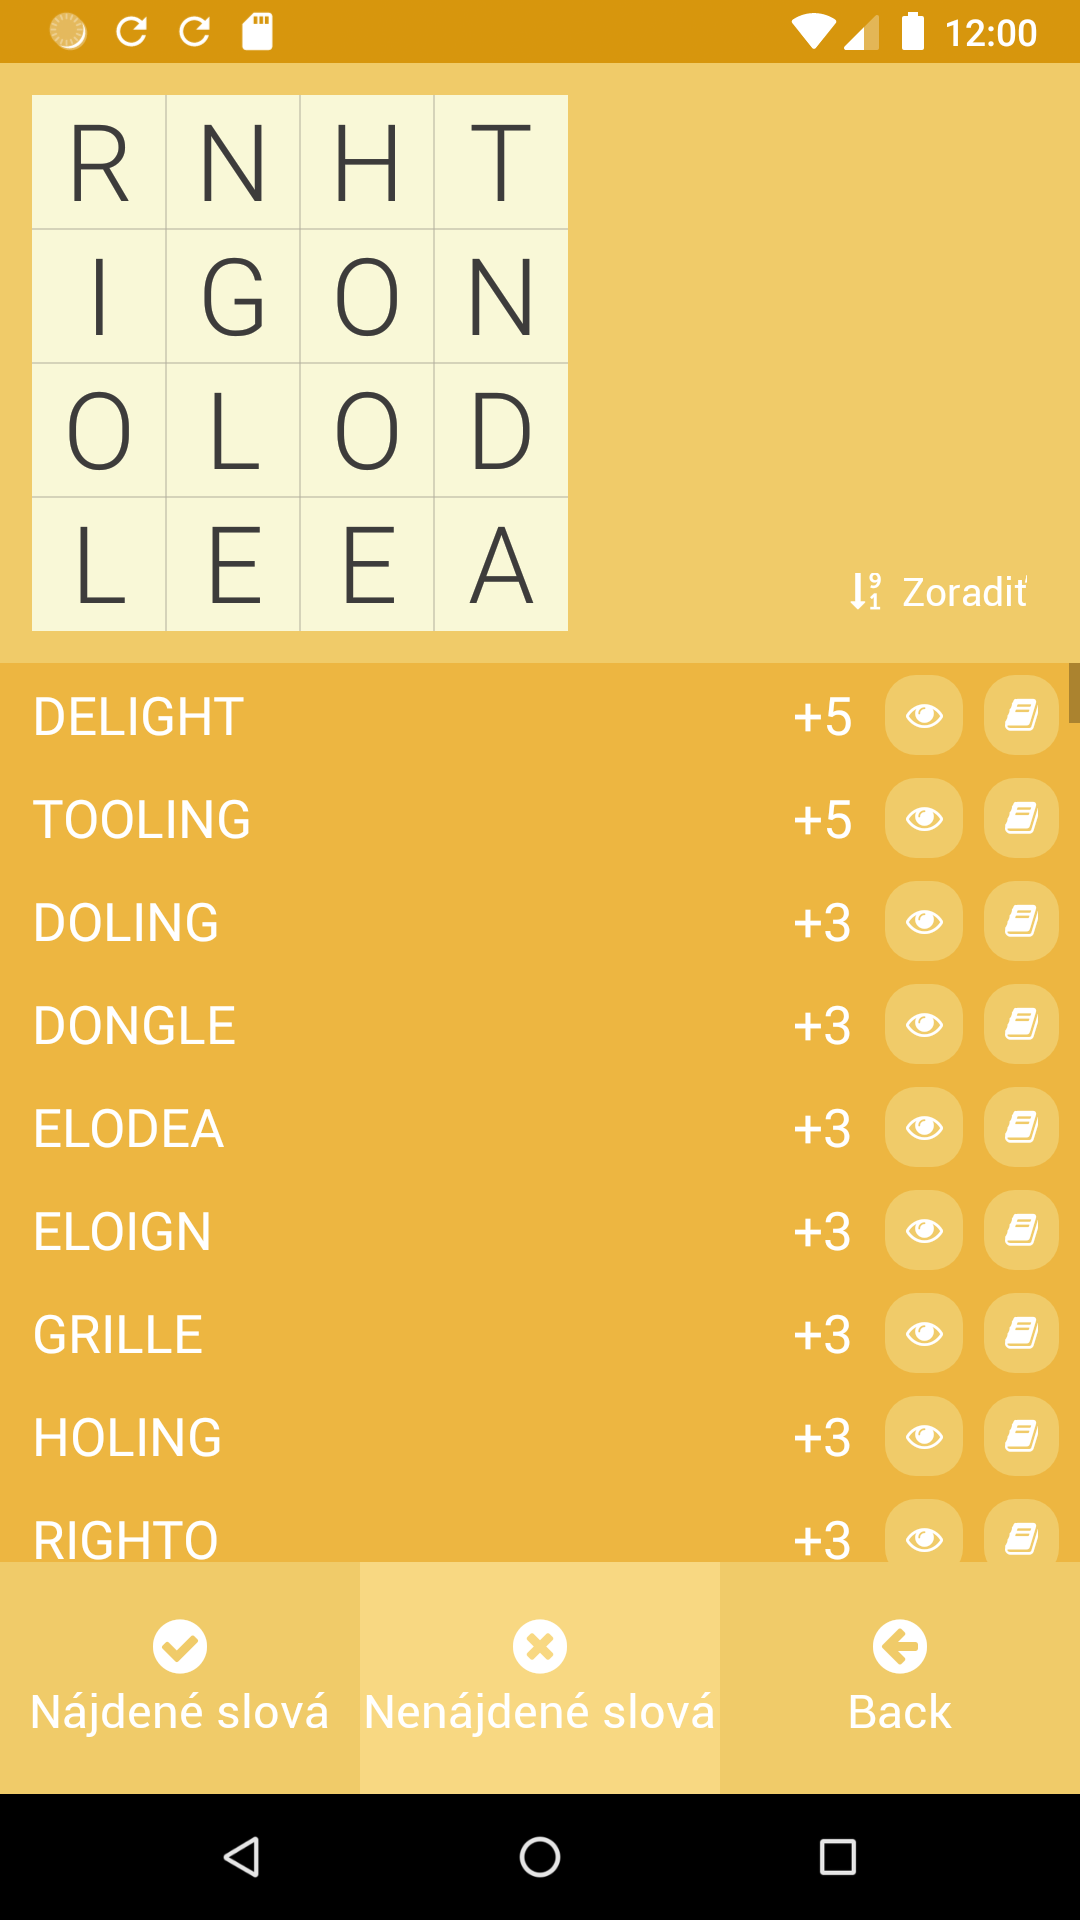 12:00
R N H T
I G O N
O L O D
L E E A
Zoradiť
DELIGHT +5
TOOLING +5
DOLING +3
DONGLE +3
ELODEA +3
ELOIGN +3
GRILLE +3
HOLING +3
RIGHTO +3
Nájdené slová Nenájdené slová Back